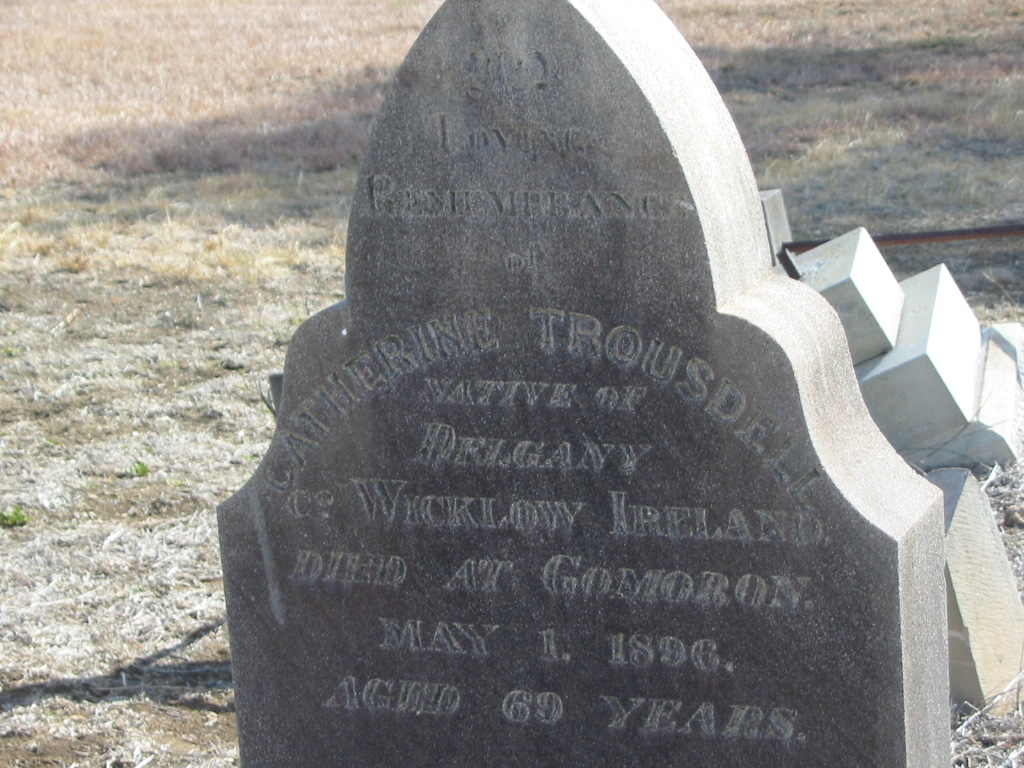 In
Loving
Remembrance
of
CATHERINE TROUSDELL
NATIVE OF
DELGANY
Co WICKLOW IRELAND.
DIED AT GOMORON.
MAY 1. 1896.
AGED 69 YEARS.